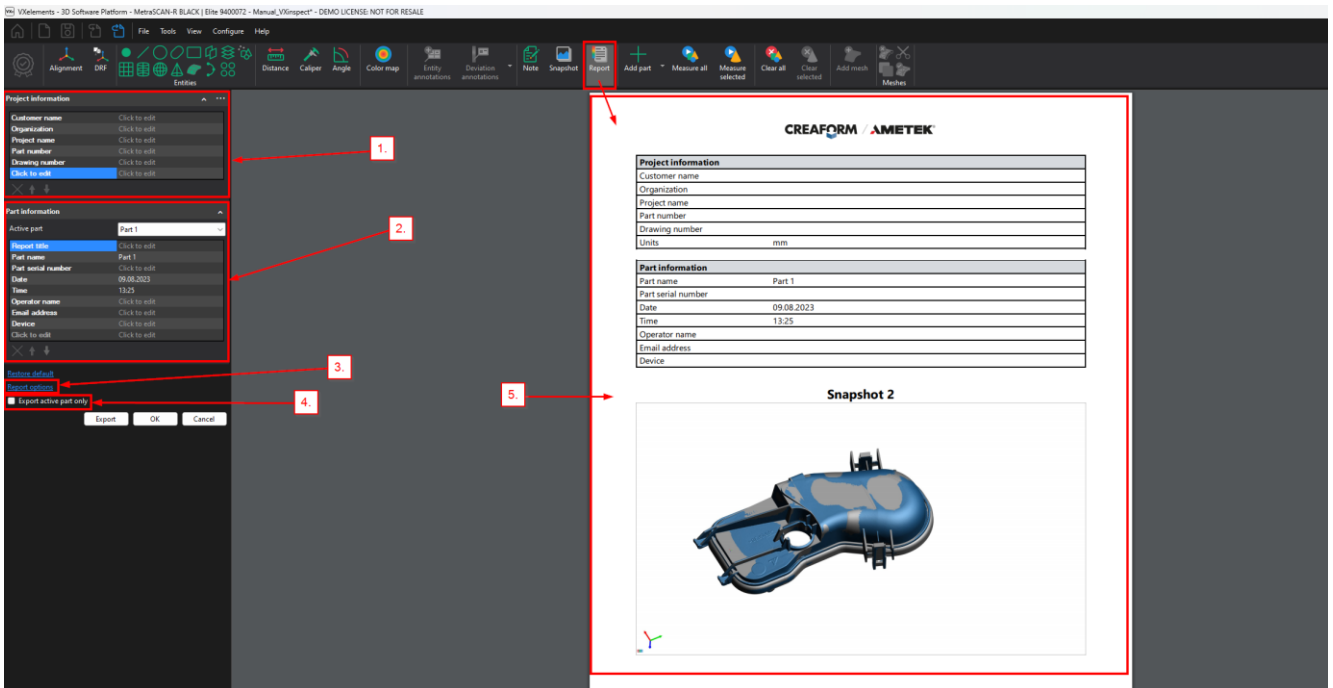 VXelements - 3D Software Platform - MetraSCAN-R BLACK | Elite 9400072 - Manual_VXinspect* - DEMO LICENSE: NOT FOR RESALE
File Tools View Configure Help
Alignment DRF Entities Distance Caliper Angle Color map Entity annotations Deviation annotations Note Snapshot Report Add part Measure all Measure selected Clear all Clear selected Add mesh Meshes
Project information
Customer name Click to edit
Organization Click to edit
Project name Click to edit
Part number Click to edit
Drawing number Click to edit
Click to edit Click to edit
1.
Part information
Active part Part 1
2.
Report title Click to edit
Part name Part 1
Part serial number Click to edit
Date 09.08.2023
Time 13:25
Operator name Click to edit
Email address Click to edit
Device Click to edit
Click to edit Click to edit
Restore default
Report options
3.
Export active part only
4.
Export OK Cancel
5.
CREAFORM / AMETEK
Project information
Customer name
Organization
Project name
Part number
Drawing number
Units mm
Part information
Part name Part 1
Part serial number
Date 09.08.2023
Time 13:25
Operator name
Email address
Device
Snapshot 2